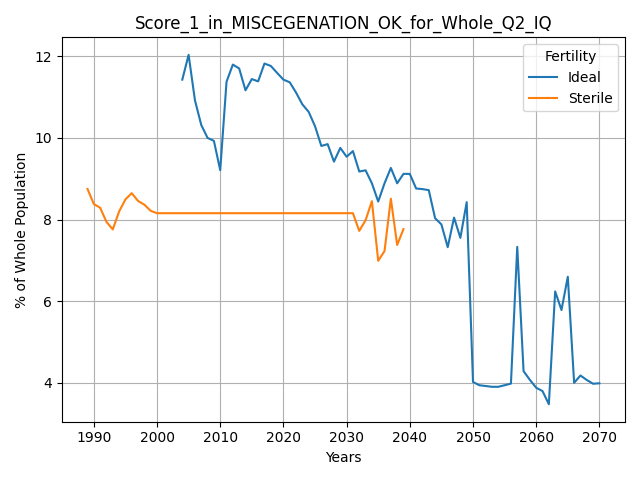 Score_1_in_MISCEGENATION_OK_for_Whole_Q2_IQ
% of Whole Population
12
10
8
6
4
Fertility
Ideal
Sterile
1990 2000 2010 2020 2030 2040 2050 2060 2070
Years